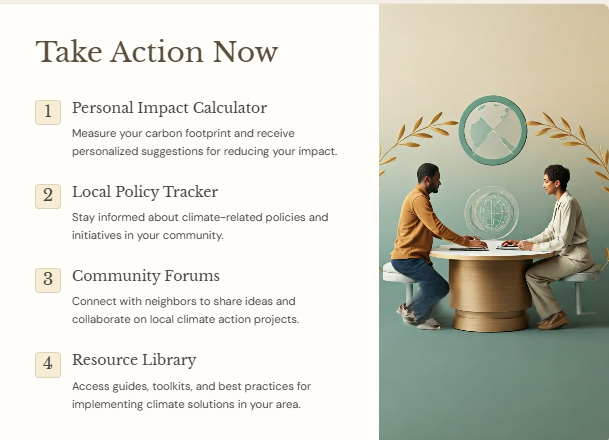 Take Action Now
1
Personal Impact Calculator
Measure your carbon footprint and receive
personalized suggestions for reducing your impact.
2
Local Policy Tracker
Stay informed about climate-related policies and
initiatives in your community.
3
Community Forums
Connect with neighbors to share ideas and
collaborate on local climate action projects.
4
Resource Library
Access guides, toolkits, and best practices for
implementing climate solutions in your area.